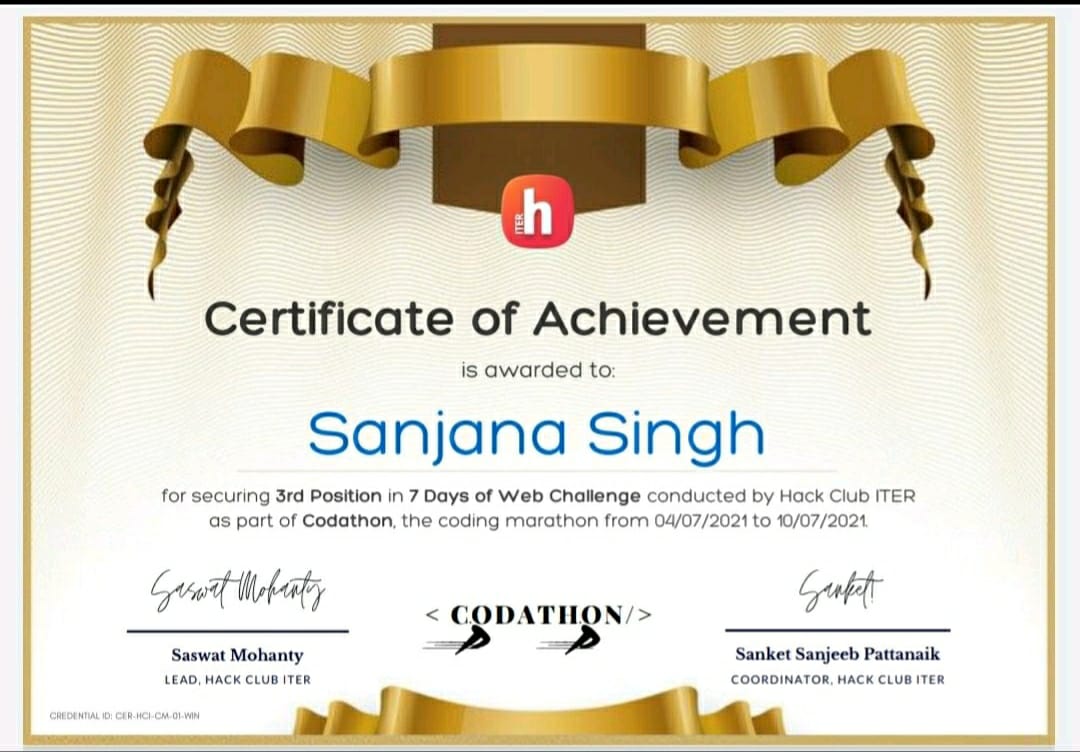 ITER h
Certificate of Achievement
is awarded to:
Sanjana Singh
for securing 3rd Position in 7 Days of Web Challenge conducted by Hack Club ITER
as part of Codathon, the coding marathon from 04/07/2021 to 10/07/2021.
Saswat Mohanty
Sanket
< CODATHON/>
Saswat Mohanty
Sanket Sanjeeb Pattanaik
LEAD, HACK CLUB ITER
COORDINATOR, HACK CLUB ITER
CREDENTIAL ID: CER-HCI-CM-01-WIN